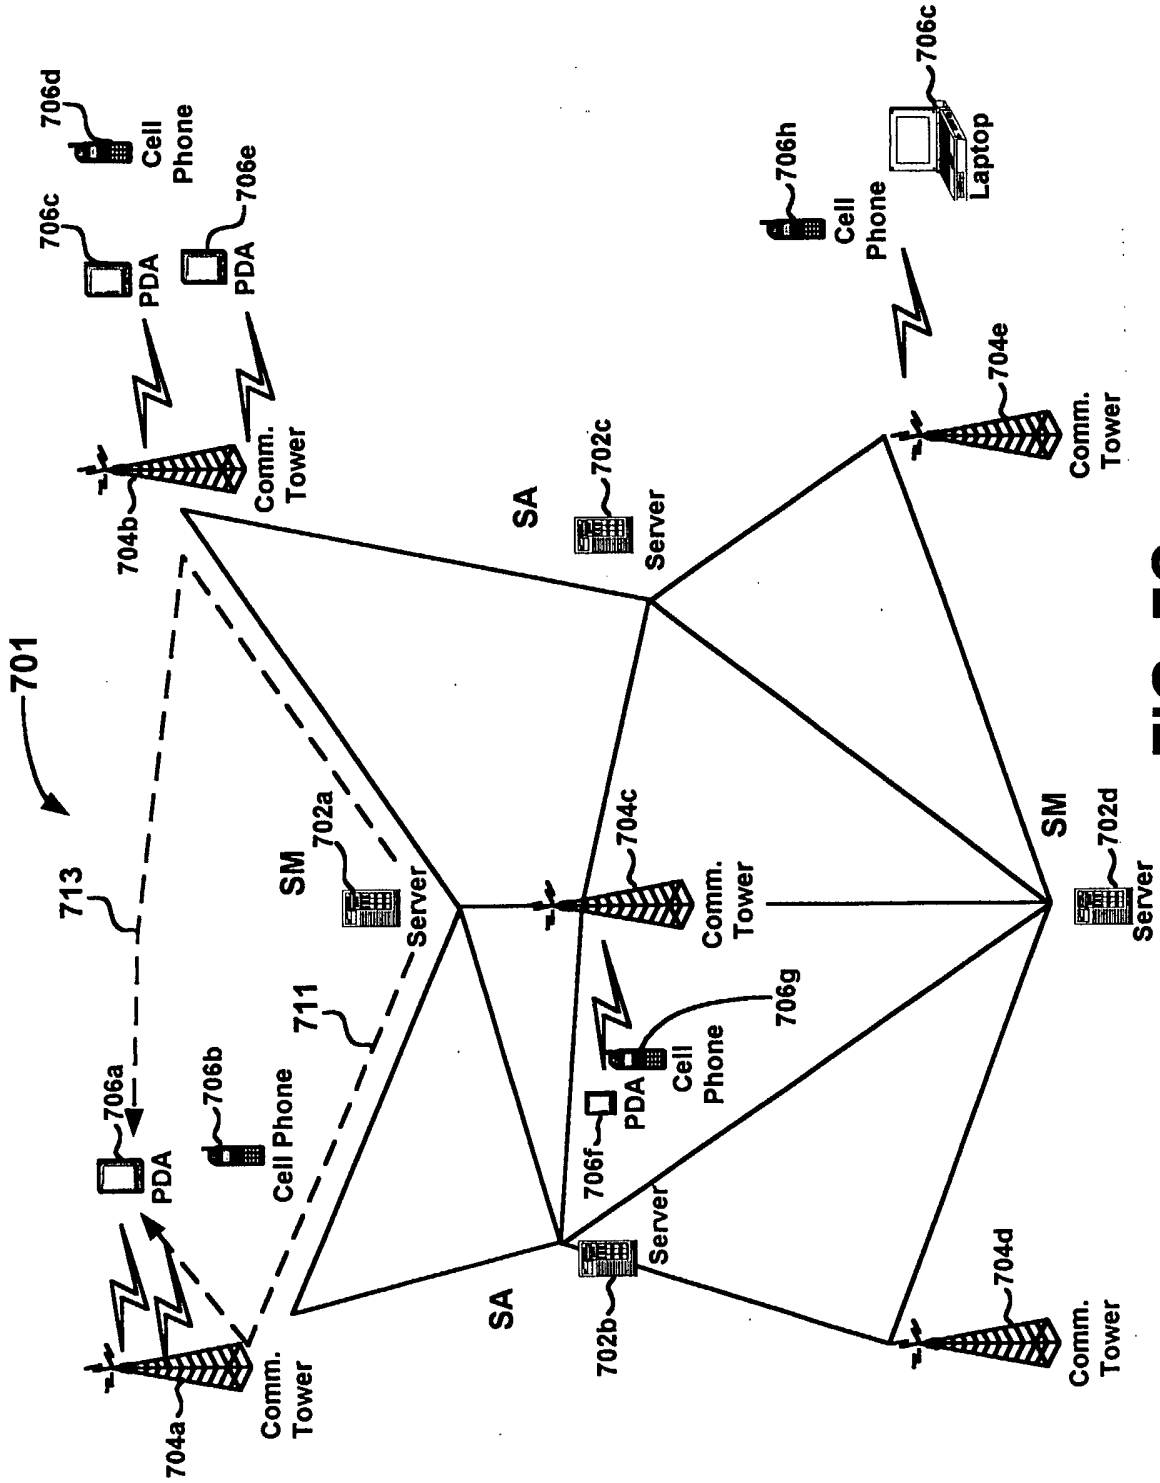 701
706c
706d
713
706a
704b
PDA
Cell
Phone
PDA
704a
706b
PDA
706e
Comm.
Tower
Cell Phone
Comm.
Tower
SM
711
702a
Server
SA
SA
702b
706f
704c
702c
PDA
Server
Server
Cell
Phone
Comm.
Tower
706g
706h
Cell
Phone
706c
Laptop
704d
704e
SM
Comm.
Tower
702d
Comm.
Tower
Server